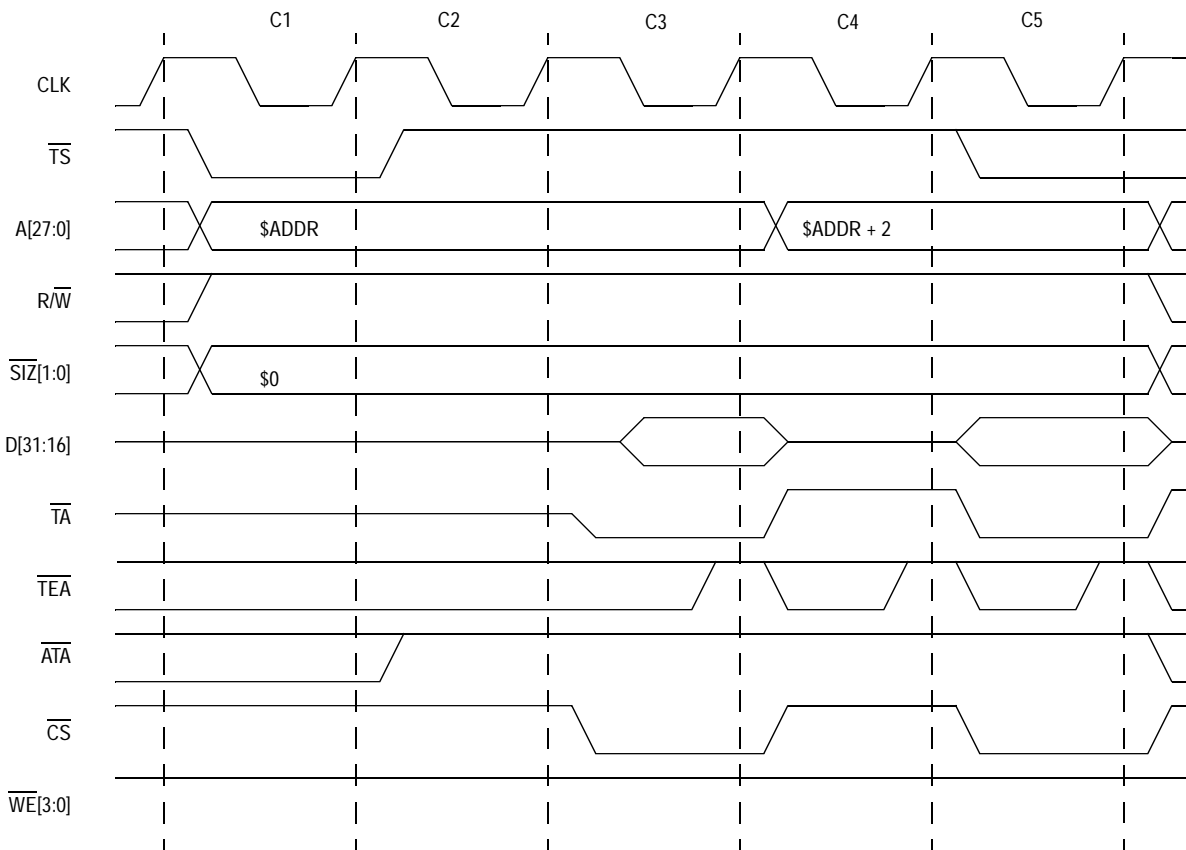 C1 C2 C3 C4 C5
CLK
TS
A[27:0] $ADDR $ADDR + 2
R/W
SIZ[1:0] $0
D[31:16]
TA
TEA
ATA
CS
WE[3:0]